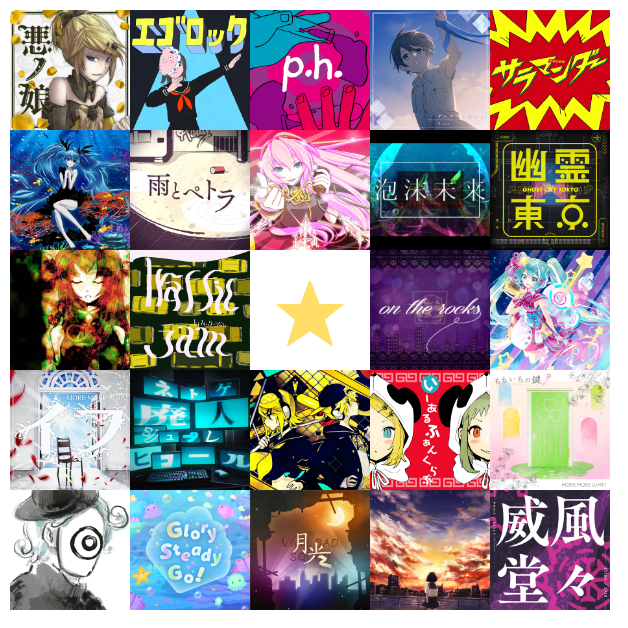 悪ノ娘
エゴロック
p.h.
サラマンダー
雨とペトラ
泡沫未来
幽霊東京
GHOST CITY TOKYO
on the rocks
MORE MORE JUMP!
イフ
ネトゲ
廃人
シュプレ
ヒコール
いーあるふぁんくらぶ
ももいろの鍵
MORE MORE JUMP!
Glory
Steady
Go!
VIVID BAD SQUAD
月光
威風
堂々